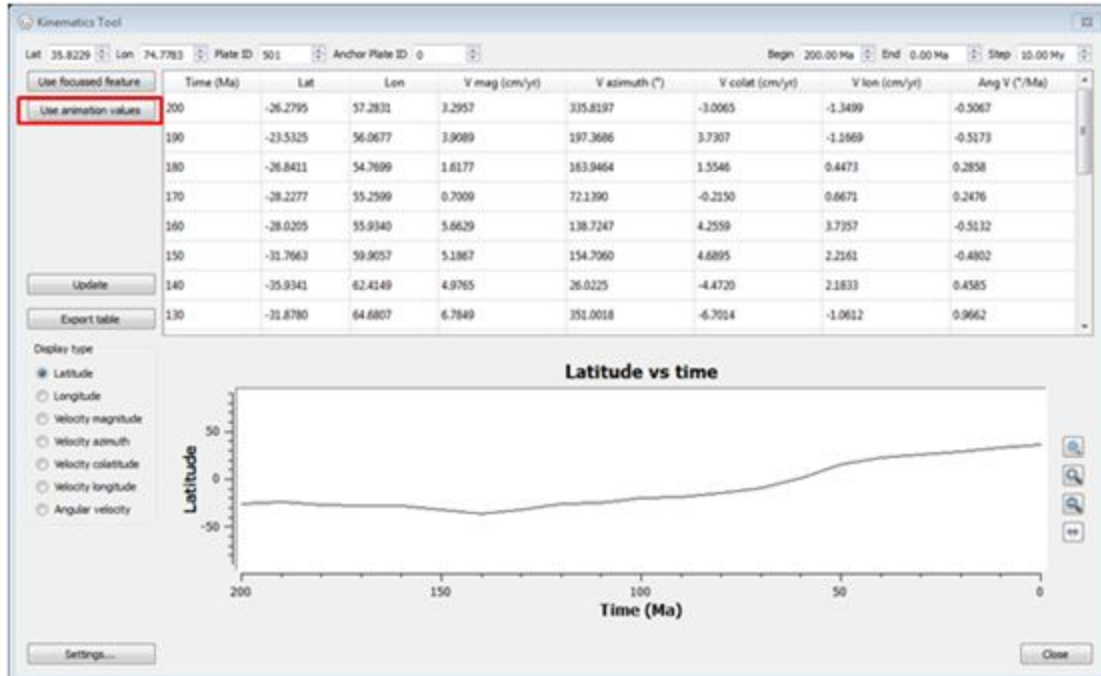 Kinematics Tool
Lat 35.8229 Lon 74.7783 Plate ID 501 Anchor Plate ID 0 Begin 200.00 Ma End 0.00 Ma Step 10.00 My
Use focussed feature
Time (Ma) Lat Lon V mag (cm/yr) V azimuth (°) V colat (cm/yr) V lon (cm/yr) Ang V (°/Ma)
Use animation values
200 -26.2795 57.2831 3.2957 335.8197 -3.0065 -1.3499 -0.5067
190 -23.5325 56.0677 3.9089 197.3686 3.7307 -1.1669 -0.5173
180 -26.8411 54.7699 1.6177 163.9464 1.5546 0.4473 0.2858
170 -28.2277 55.2599 0.7009 72.1390 -0.2150 0.6671 0.2476
160 -28.0205 55.9340 5.6629 138.7247 4.2559 3.7357 -0.5132
150 -31.7663 59.9057 5.1867 154.7060 4.6895 2.2161 -0.4802
Update
140 -35.9341 62.4149 4.9765 26.0225 -4.4720 2.1833 0.4585
Export table
130 -31.8780 64.6807 6.7849 351.0018 -6.7014 -1.0612 0.9662
Display type
Latitude
Longitude
Velocity magnitude
Velocity azimuth
Velocity colatitude
Velocity longitude
Angular velocity
Latitude vs time
Latitude
50
0
-50
200 150 100 50 0
Time (Ma)
Settings...
Close